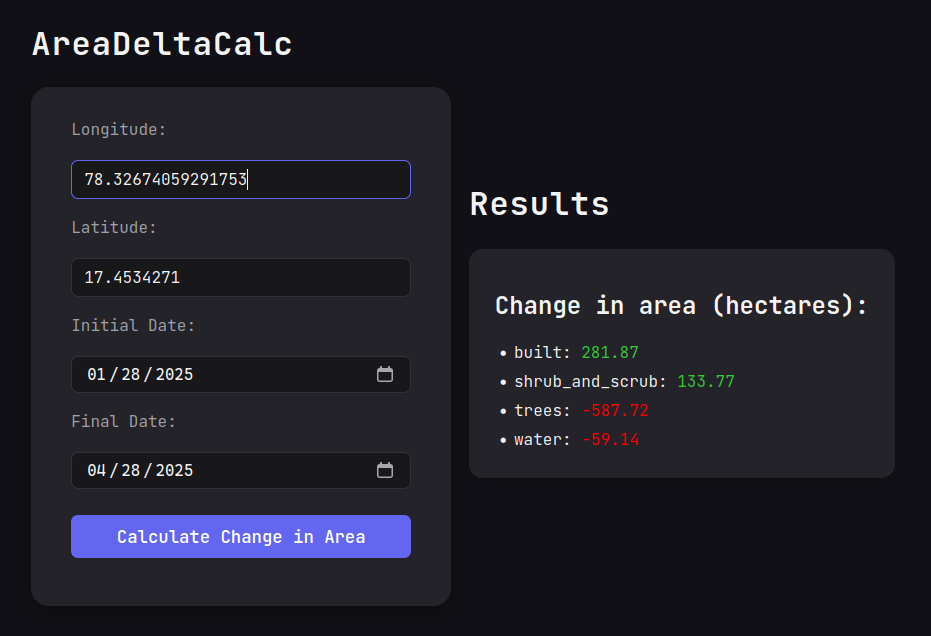 AreaDeltaCalc
Longitude:
78.32674059291753
Latitude:
17.4534271
Initial Date:
01/28/2025
Final Date:
04/28/2025
Calculate Change in Area
Results
Change in area (hectares):
• built: 281.87
• shrub_and_scrub: 133.77
• trees: -587.72
• water: -59.14